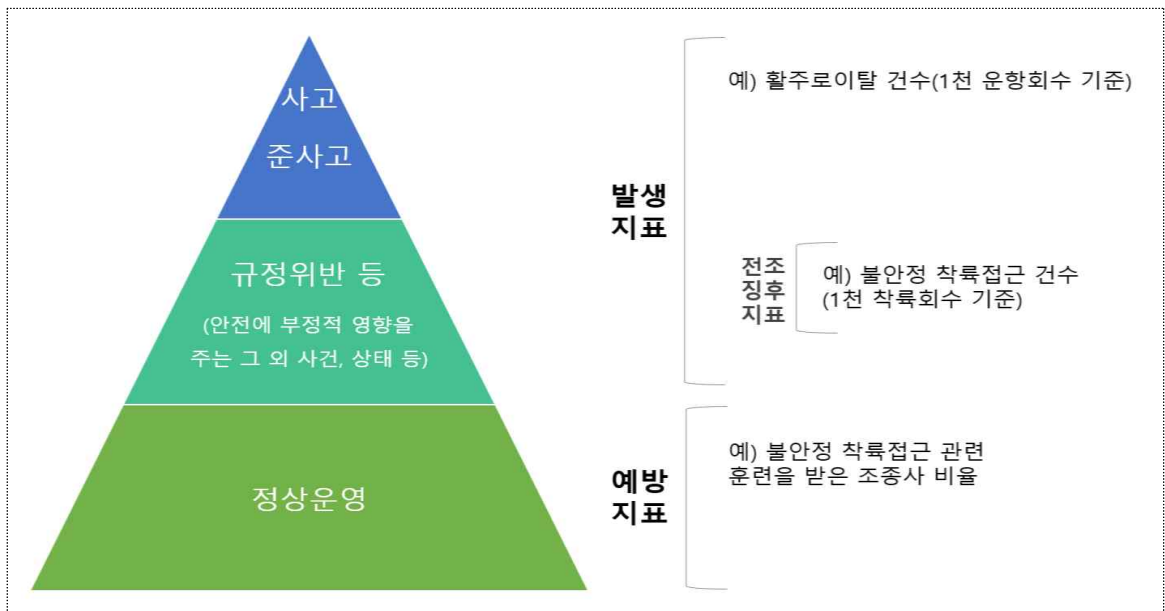 사고
준사고
규정위반 등
(안전에 부정적 영향을
주는 그 외 사건, 상태 등)
정상운영
발생
지표
예) 활주로이탈 건수(1천 운항회수 기준)
전조
징후
지표
예) 불안정 착륙접근 건수
(1천 착륙회수 기준)
예방
지표
예) 불안정 착륙접근 관련
훈련을 받은 조종사 비율